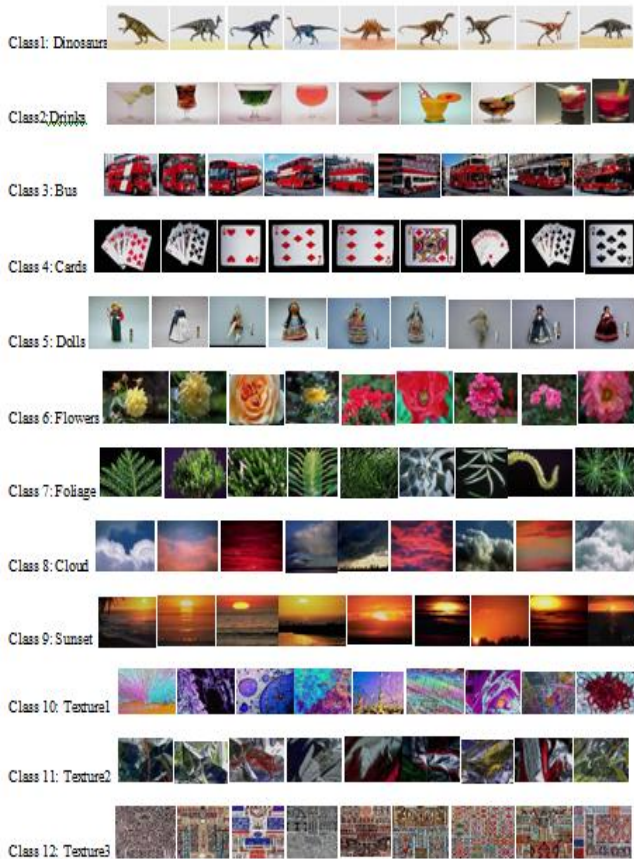 Class1: Dinosaurs
Class2:Drinks
Class 3: Bus
Class 4: Cards
Class 5: Dolls
Class 6: Flowers
Class 7: Foliage
Class 8: Cloud
Class 9: Sunset
Class 10: Texture1
Class 11: Texture2
Class 12: Texture3